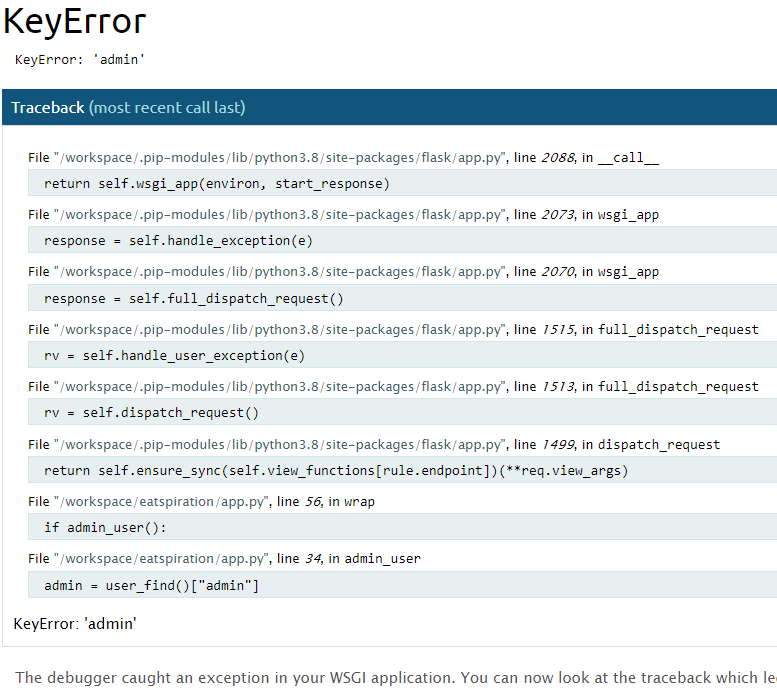 KeyError
KeyError: 'admin'
Traceback (most recent call last)
File "/workspace/.pip-modules/lib/python3.8/site-packages/flask/app.py", line 2088, in __call__
return self.wsgi_app(environ, start_response)
File "/workspace/.pip-modules/lib/python3.8/site-packages/flask/app.py", line 2073, in wsgi_app
response = self.handle_exception(e)
File "/workspace/.pip-modules/lib/python3.8/site-packages/flask/app.py", line 2070, in wsgi_app
response = self.full_dispatch_request()
File "/workspace/.pip-modules/lib/python3.8/site-packages/flask/app.py", line 1515, in full_dispatch_request
rv = self.handle_user_exception(e)
File "/workspace/.pip-modules/lib/python3.8/site-packages/flask/app.py", line 1513, in full_dispatch_request
rv = self.dispatch_request()
File "/workspace/.pip-modules/lib/python3.8/site-packages/flask/app.py", line 1499, in dispatch_request
return self.ensure_sync(self.view_functions[rule.endpoint])(**req.view_args)
File "/workspace/eatspiration/app.py", line 56, in wrap
if admin_user():
File "/workspace/eatspiration/app.py", line 34, in admin_user
admin = user_find()["admin"]
KeyError: 'admin'
The debugger caught an exception in your WSGI application. You can now look at the traceback which le